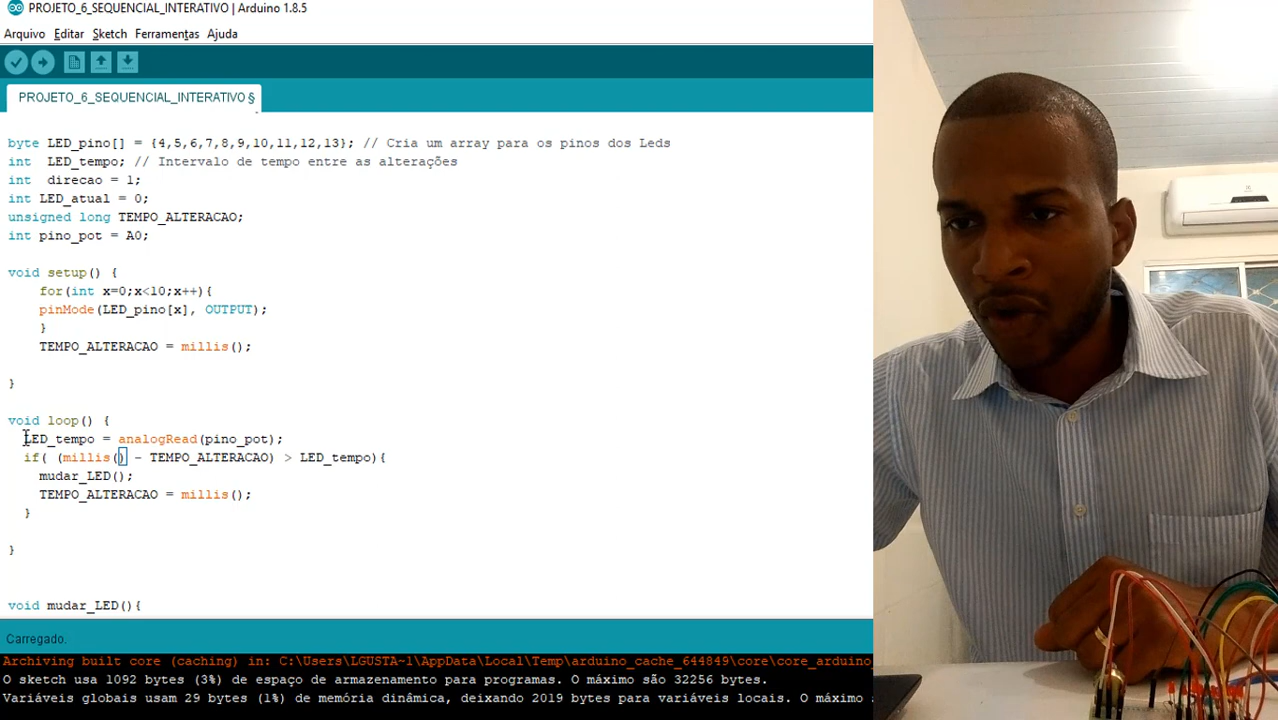 PROJETO_6_SEQUENCIAL_INTERATIVO | Arduino 1.8.5
Arquivo Editar Sketch Ferramentas Ajuda
PROJETO_6_SEQUENCIAL_INTERATIVO §
byte LED_pino[] = {4,5,6,7,8,9,10,11,12,13}; // Cria um array para os pinos dos Leds
int LED_tempo; // Intervalo de tempo entre as alterações
int direcao = 1;
int LED_atual = 0;
unsigned long TEMPO_ALTERACAO;
int pino_pot = A0;
void setup() {
for(int x=0;x<10;x++){
pinMode(LED_pino[x], OUTPUT);
}
TEMPO_ALTERACAO = millis();
}
void loop() {
LED_tempo = analogRead(pino_pot);
if( (millis() - TEMPO_ALTERACAO) > LED_tempo){
mudar_LED();
TEMPO_ALTERACAO = millis();
}
}
void mudar_LED(){
Carregado.
Archiving built core (caching) in: C:\Users\LGUSTA~1\AppData\Local\Temp\arduino_cache_644849\core\core_arduino_
O sketch usa 1092 bytes (3%) de espaço de armazenamento para programas. O máximo são 32256 bytes.
Variáveis globais usam 29 bytes (1%) de memória dinâmica, deixando 2019 bytes para variáveis locais. O máximo